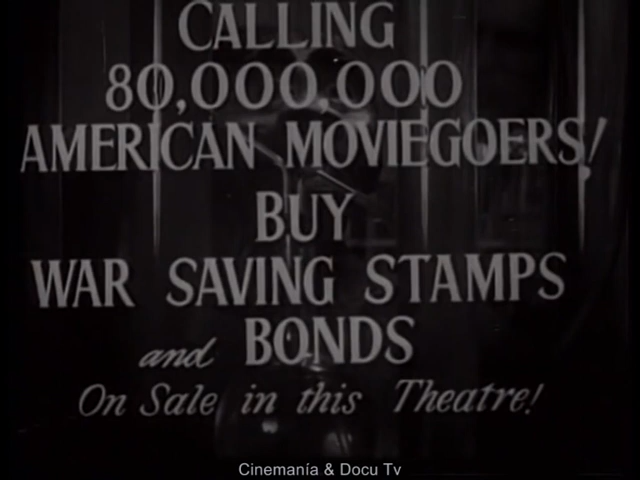 CALLING
80,000,000
AMERICAN MOVIEGOERS!
BUY
WAR SAVING STAMPS
and BONDS
On Sale in this Theatre!
Cinemanía & Docu Tv